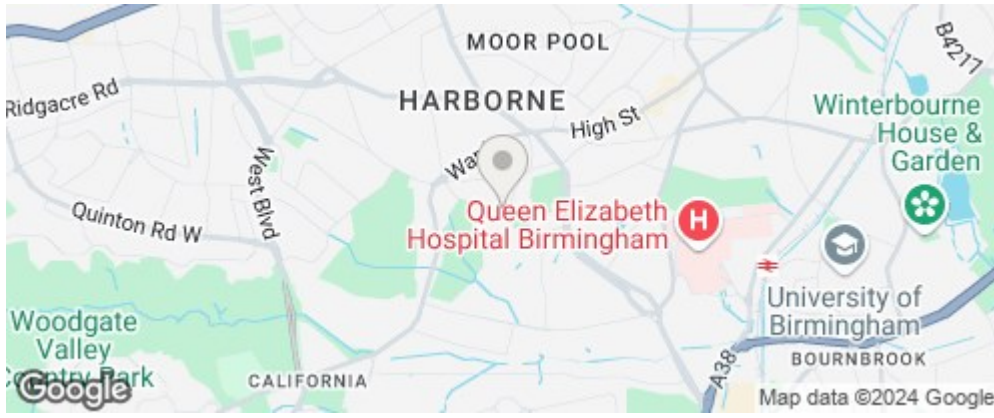 MOOR POOL
B4217
Ridgacre Rd
HARBORNE
High St
Winterbourne
House &
Garden
West Blvd
Quinton Rd W
Queen Elizabeth
Hospital Birmingham
H
University of
Birmingham
Woodgate
Valley
Country Park
A38
BOURNBROOK
CALIFORNIA
Google
Map data ©2024 Google